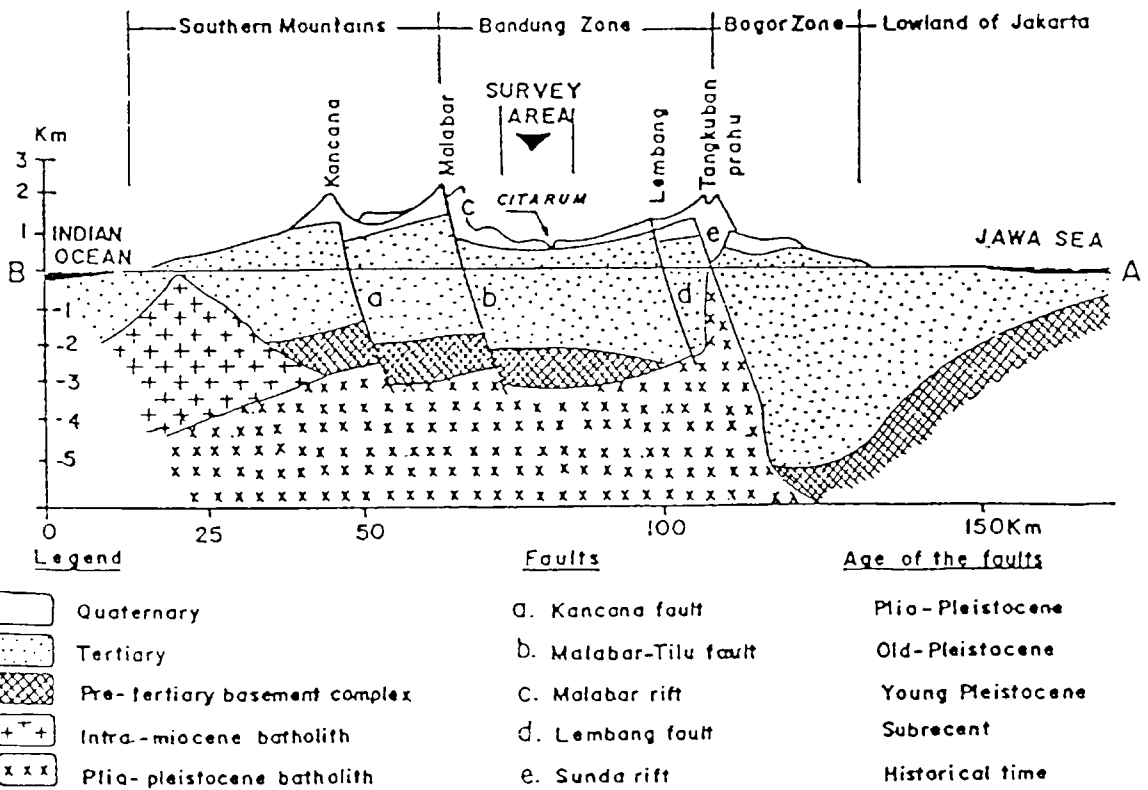 Southern Mountains Bandung Zone Bogor Zone Lowland of Jakarta
SURVEY
AREA
Km
Kancana
Malabar
Lembang
Tangkuban
prahu
3
2
1
0
-1
-2
-3
-4
-5
INDIAN
OCEAN
B
c
CITARUM
e
JAWA SEA
A
a
b
d
0 25 50 100 150Km
Legend Faults Age of the faults
Quaternary a. Kancana fault Plio-Pleistocene
Tertiary b. Malabar-Tilu fault Old-Pleistocene
Pre-tertiary basement complex c. Malabar rift Young Pleistocene
Intra-miocene batholith d. Lembang fault Subrecent
Plio-pleistocene batholith e. Sunda rift Historical time